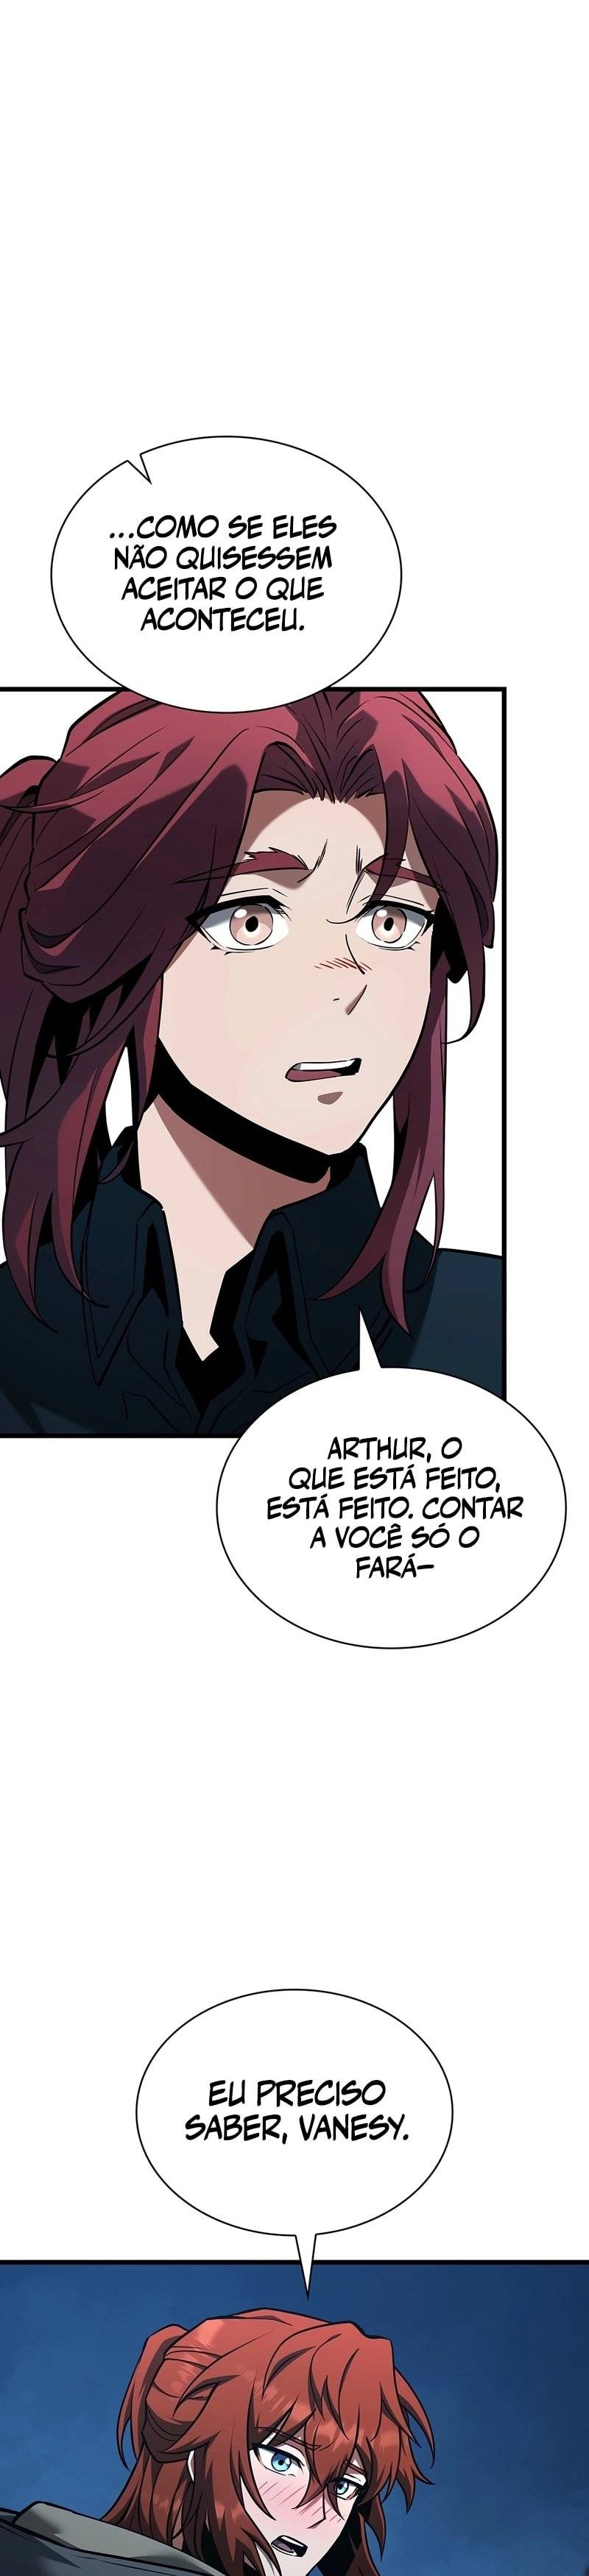 ...COMO SE ELES
NÃO QUISESSEM
ACEITAR O QUE
ACONTECEU.
ARTHUR, O
QUE ESTÁ FEITO,
ESTÁ FEITO. CONTAR
A VOCÊ SÓ O
FARÁ–
EU PRECISO
SABER, VANESY.